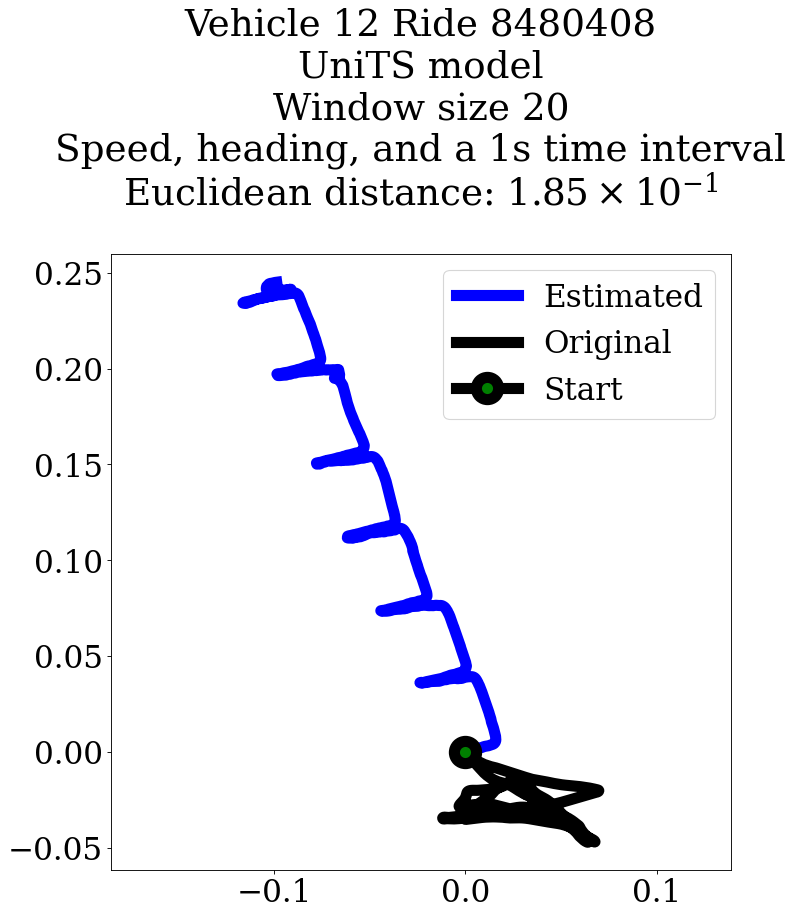 Vehicle 12 Ride 8480408
UniTS model
Window size 20
Speed, heading, and a 1s time interval
Euclidean distance: 1.85 × 10⁻¹
0.25
0.20
0.15
0.10
0.05
0.00
−0.05
−0.1
0.0
0.1
Estimated
Original
Start